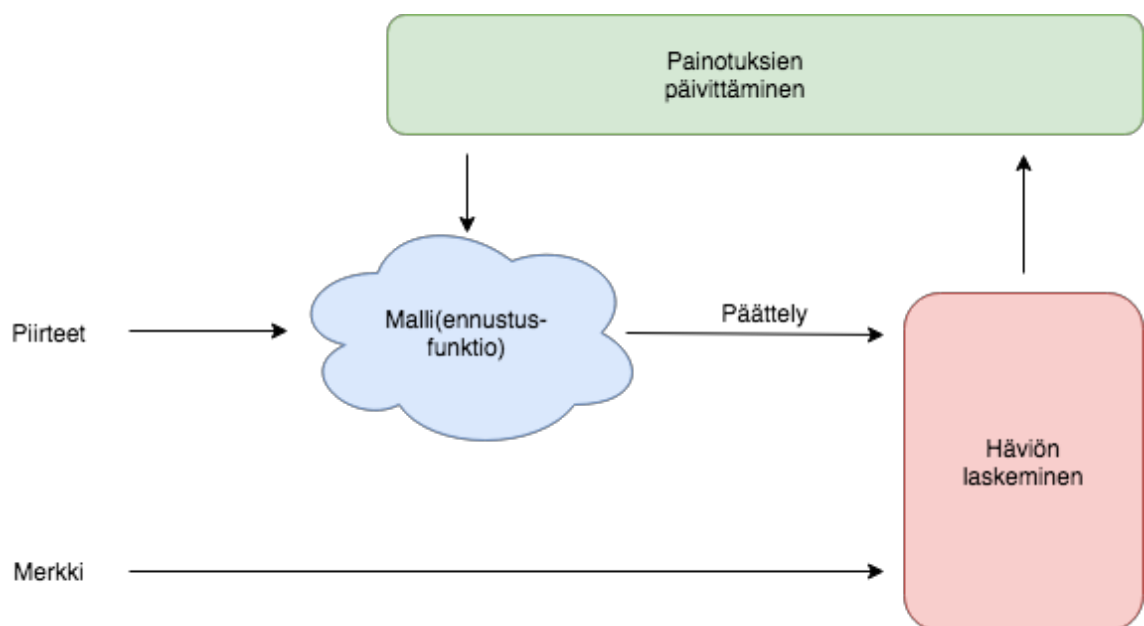 Painotuksien
päivittäminen
Malli(ennustus-
funktio)
Päättely
Piirteet
Häviön
laskeminen
Merkki